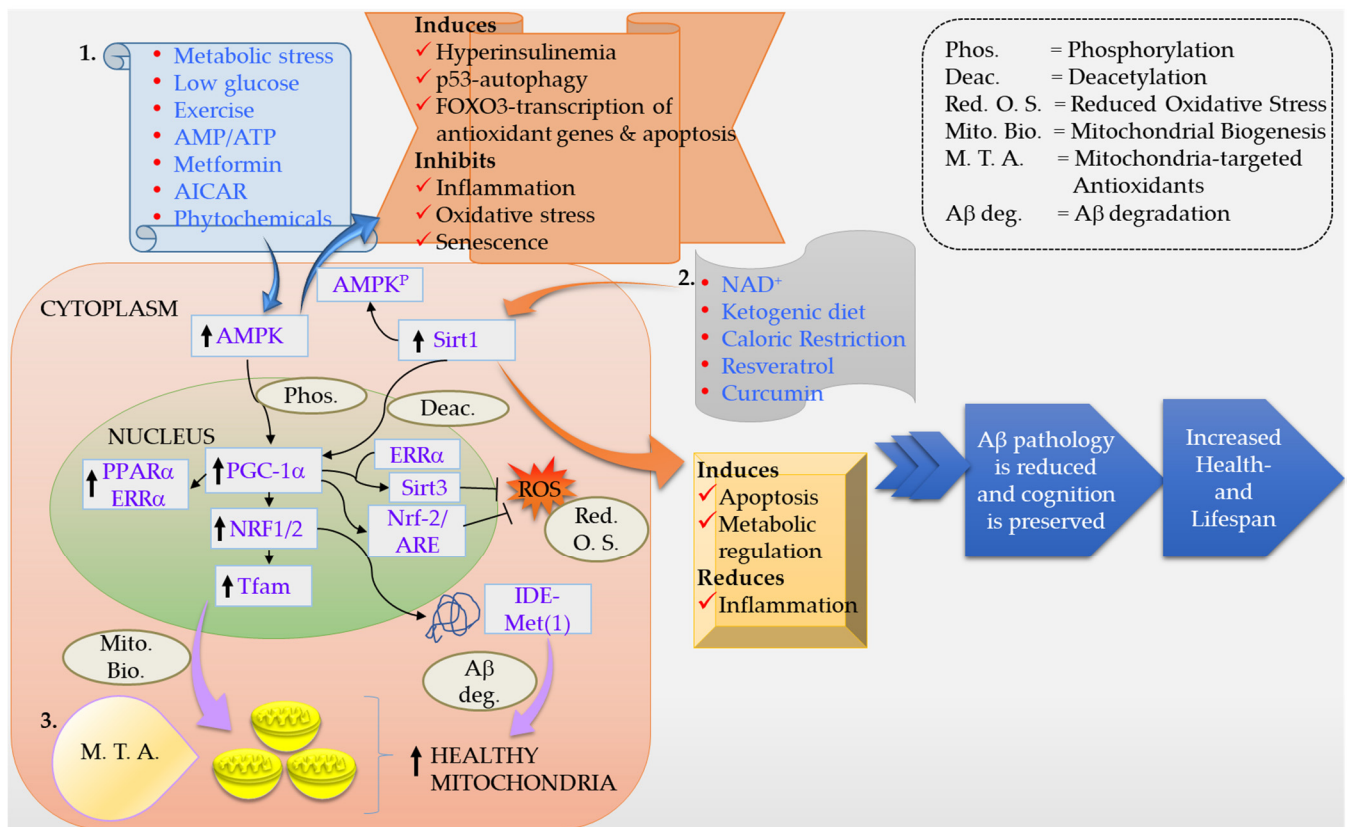 1.
Metabolic stress
Low glucose
Exercise
AMP/ATP
Metformin
AICAR
Phytochemicals
Induces
✓ Hyperinsulinemia
✓ p53-autophagy
✓ FOXO3-transcription of
antioxidant genes & apoptosis
Inhibits
✓ Inflammation
✓ Oxidative stress
✓ Senescence
Phos. = Phosphorylation
Deac. = Deacetylation
Red. O. S. = Reduced Oxidative Stress
Mito. Bio. = Mitochondrial Biogenesis
M. T. A. = Mitochondria-targeted
Antioxidants
Aβ deg. = Aβ degradation
CYTOPLASM
AMPKᴾ
AMPK
Sirt1
2.
NAD⁺
Ketogenic diet
Caloric Restriction
Resveratrol
Curcumin
Phos.
Deac.
NUCLEUS
PPARα
ERRα
PGC-1α
ERRα
Sirt3
ROS
NRF1/2
Nrf-2/
ARE
Red.
O. S.
Tfam
IDE-
Met(1)
Mito.
Bio.
Aβ
deg.
3.
M. T. A.
HEALTHY
MITOCHONDRIA
Induces
✓ Apoptosis
✓ Metabolic
regulation
Reduces
✓ Inflammation
Aβ pathology
is reduced
and cognition
is preserved
Increased
Health-
and
Lifespan